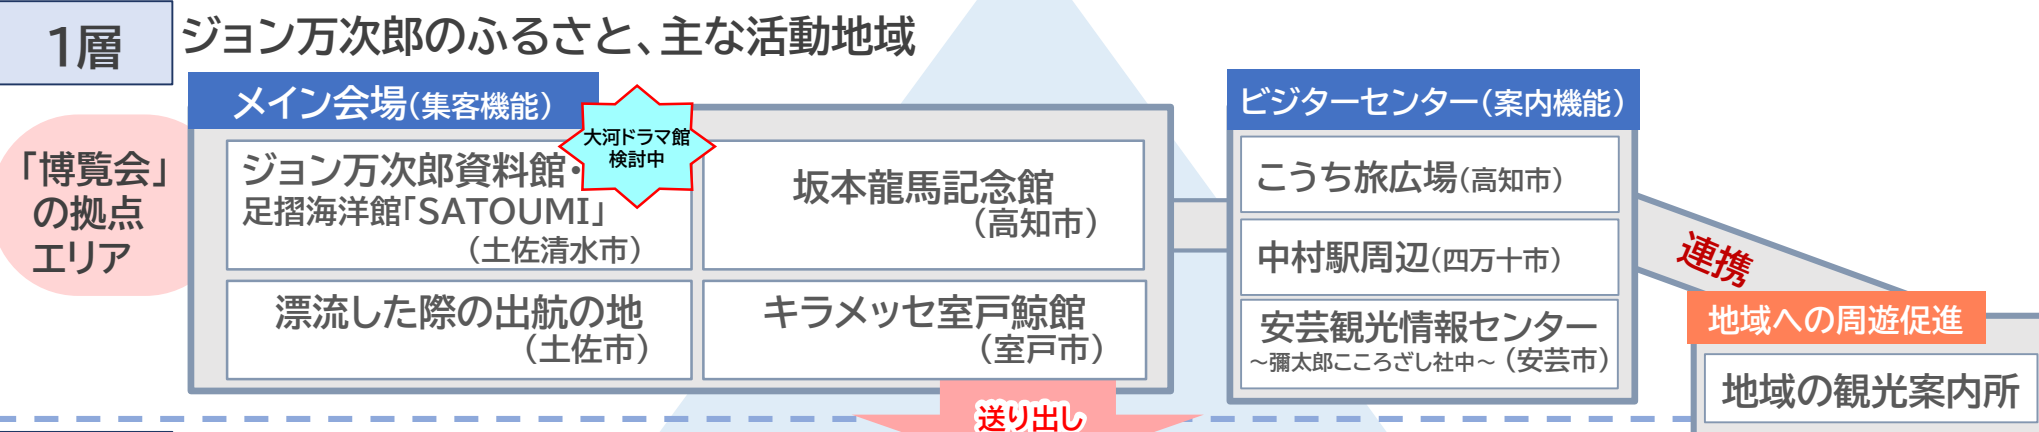 1層
ジョン万次郎のふるさと、主な活動地域
「博覧会」
の拠点
エリア
メイン会場(集客機能)
大河ドラマ館
検討中
ジョン万次郎資料館・
足摺海洋館「SATOUMI」
(土佐清水市)
坂本龍馬記念館
(高知市)
漂流した際の出航の地
(土佐市)
キラメッセ室戸鯨館
(室戸市)
送り出し
ビジターセンター(案内機能)
こうち旅広場(高知市)
中村駅周辺(四万十市)
安芸観光情報センター
~彌太郎こころざし社中~(安芸市)
連携
地域への周遊促進
地域の観光案内所